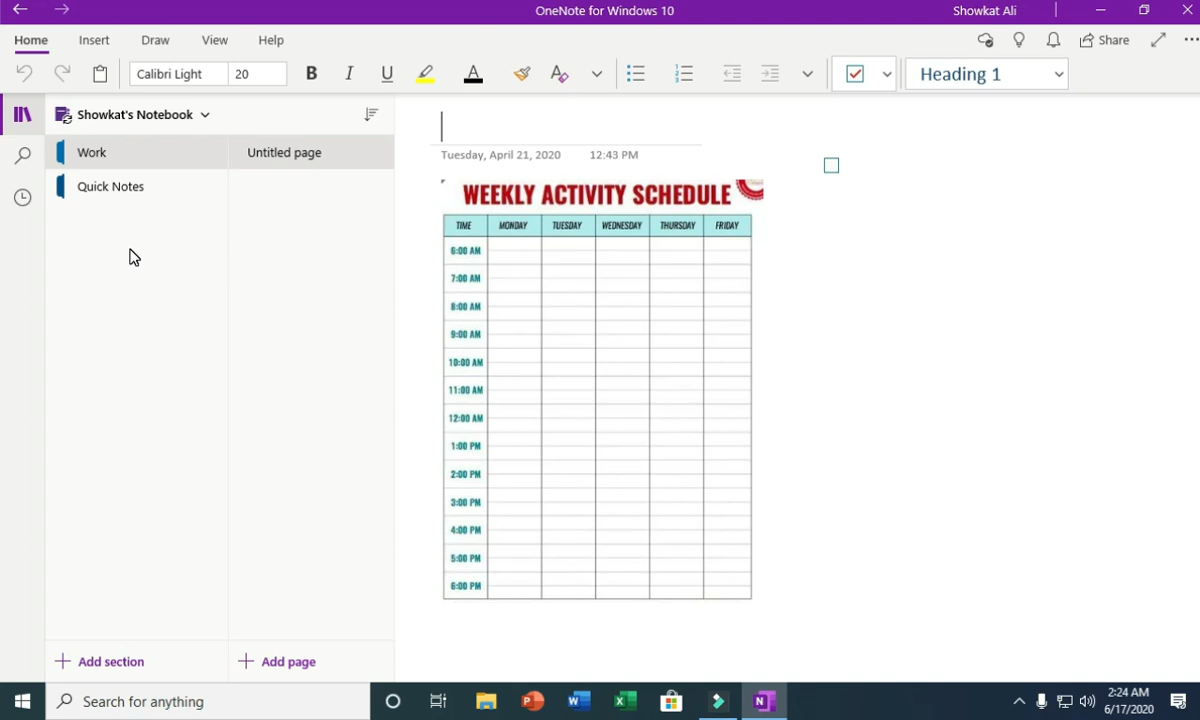 OneNote for Windows 10
Showkat Ali
Home
Insert
Draw
View
Help
Share
Calibri Light
20
B
I
U
A
Heading 1
Showkat's Notebook
Work
Untitled page
Quick Notes
Tuesday, April 21, 2020
12:43 PM
WEEKLY ACTIVITY SCHEDULE
TIME MONDAY TUESDAY WEDNESDAY THURSDAY FRIDAY
6:00 AM
7:00 AM
8:00 AM
9:00 AM
10:00 AM
11:00 AM
12:00 AM
1:00 PM
2:00 PM
3:00 PM
4:00 PM
5:00 PM
6:00 PM
+ Add section
+ Add page
Search for anything
2:24 AM
6/17/2020